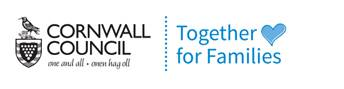 CORNWALL
COUNCIL
one and all • onen hag oll
Together
for Families